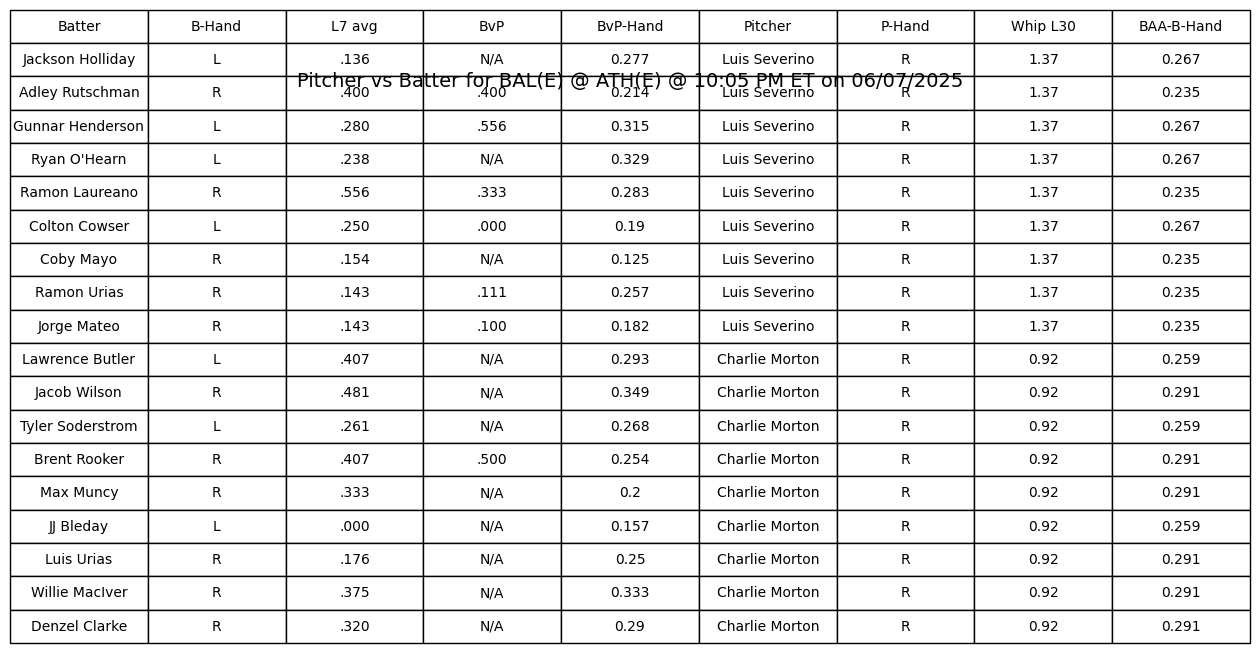 Batter B-Hand L7 avg BvP BvP-Hand Pitcher P-Hand Whip L30 BAA-B-Hand
Jackson Holliday L .136 N/A 0.277 Luis Severino R 1.37 0.267
Pitcher vs Batter for BAL(E) @ ATH(E) @ 10:05 PM ET on 06/07/2025
Adley Rutschman R .400 .400 0.214 Luis Severino R 1.37 0.235
Gunnar Henderson L .280 .556 0.315 Luis Severino R 1.37 0.267
Ryan O'Hearn L .238 N/A 0.329 Luis Severino R 1.37 0.267
Ramon Laureano R .556 .333 0.283 Luis Severino R 1.37 0.235
Colton Cowser L .250 .000 0.19 Luis Severino R 1.37 0.267
Coby Mayo R .154 N/A 0.125 Luis Severino R 1.37 0.235
Ramon Urias R .143 .111 0.257 Luis Severino R 1.37 0.235
Jorge Mateo R .143 .100 0.182 Luis Severino R 1.37 0.235
Lawrence Butler L .407 N/A 0.293 Charlie Morton R 0.92 0.259
Jacob Wilson R .481 N/A 0.349 Charlie Morton R 0.92 0.291
Tyler Soderstrom L .261 N/A 0.268 Charlie Morton R 0.92 0.259
Brent Rooker R .407 .500 0.254 Charlie Morton R 0.92 0.291
Max Muncy R .333 N/A 0.2 Charlie Morton R 0.92 0.291
JJ Bleday L .000 N/A 0.157 Charlie Morton R 0.92 0.259
Luis Urias R .176 N/A 0.25 Charlie Morton R 0.92 0.291
Willie MacIver R .375 N/A 0.333 Charlie Morton R 0.92 0.291
Denzel Clarke R .320 N/A 0.29 Charlie Morton R 0.92 0.291